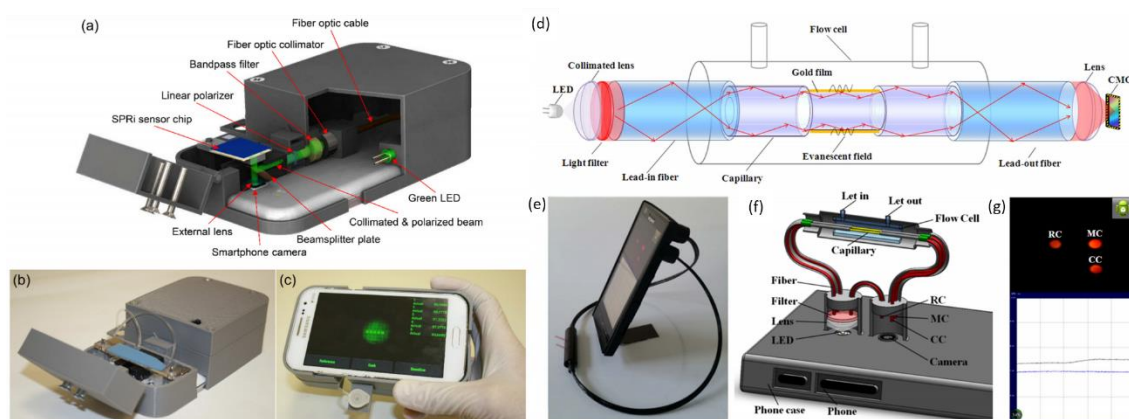 (a)
Fiber optic cable
Fiber optic collimator
Bandpass filter
Linear polarizer
SPRi sensor chip
Green LED
Collimated & polarized beam
Beamsplitter plate
External lens
Smartphone camera
(b)
(c)
(d)
Flow cell
Collimated lens
Lens
LED
Gold film
Light filter
Evanescent field
Lead-in fiber
Capillary
Lead-out fiber
(e)
(f)
Let in
Let out
Flow Cell
Capillary
Fiber
RC
Filter
MC
Lens
CC
LED
Camera
Phone case
Phone
(g)
RC
MC
CC